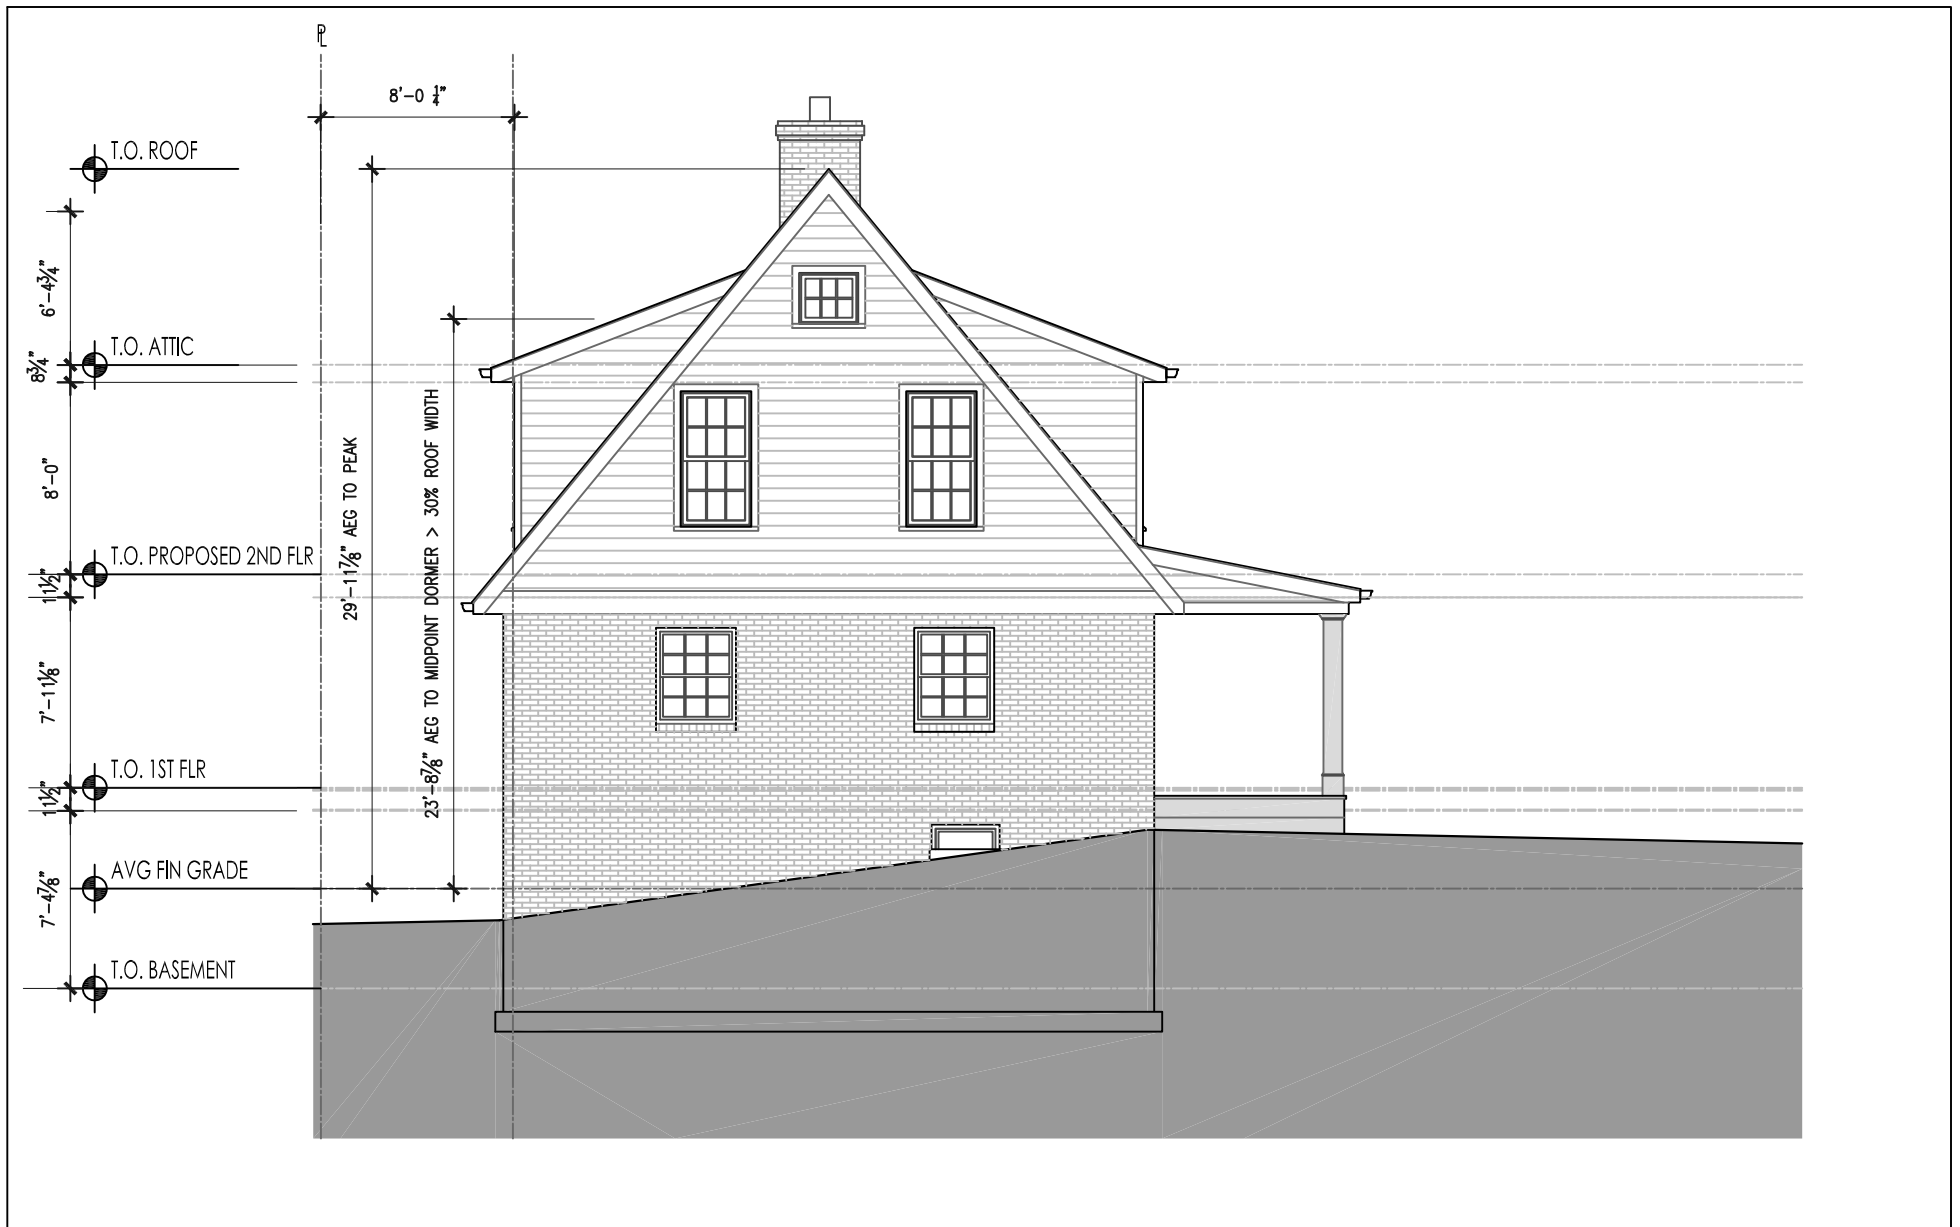 PL
8'-0 1/4"
T.O. ROOF
6'-4 3/4"
T.O. ATTIC
8 3/4"
8'-0"
T.O. PROPOSED 2ND FLR
11 1/2"
7'-11 1/8"
T.O. 1ST FLR
11 1/2"
AVG FIN GRADE
7'-4 7/8"
T.O. BASEMENT
29'-11 7/8" AEG TO PEAK
23'-8 7/8" AEG TO MIDPOINT DORMER > 30% ROOF WIDTH